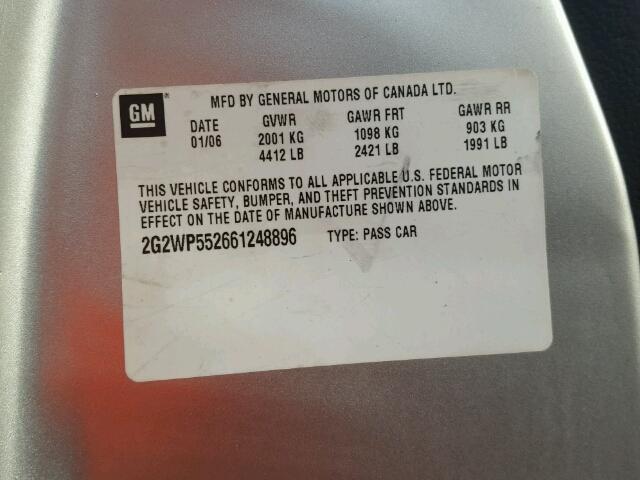 GM
MFD BY GENERAL MOTORS OF CANADA LTD.
DATE GVWR GAWR FRT GAWR RR
01/06 2001 KG 1098 KG 903 KG
4412 LB 2421 LB 1991 LB
THIS VEHICLE CONFORMS TO ALL APPLICABLE U.S. FEDERAL MOTOR
VEHICLE SAFETY, BUMPER, AND THEFT PREVENTION STANDARDS IN
EFFECT ON THE DATE OF MANUFACTURE SHOWN ABOVE.
2G2WP552661248896 TYPE: PASS CAR